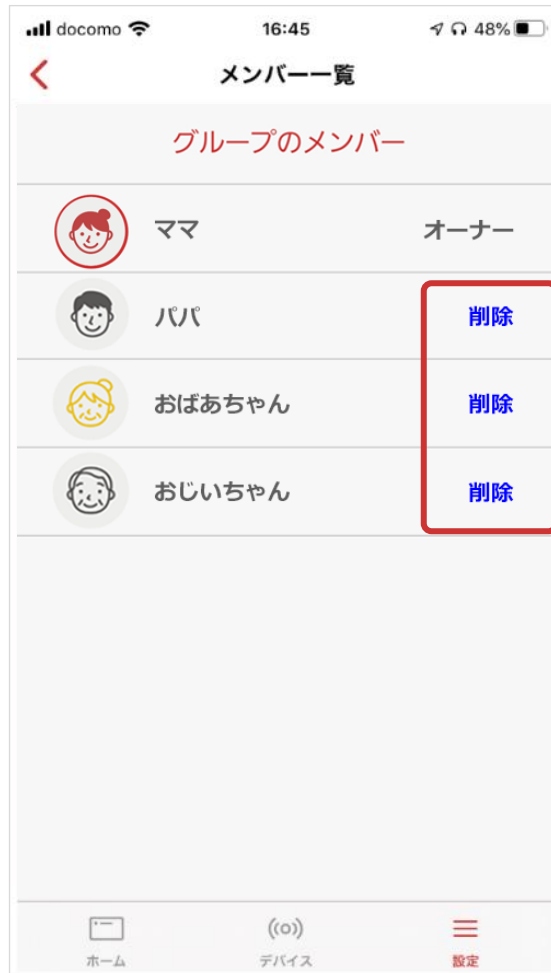 docomo 16:45 48%
メンバー一覧
グループのメンバー
ママ オーナー
パパ 削除
おばあちゃん 削除
おじいちゃん 削除
ホーム デバイス 設定